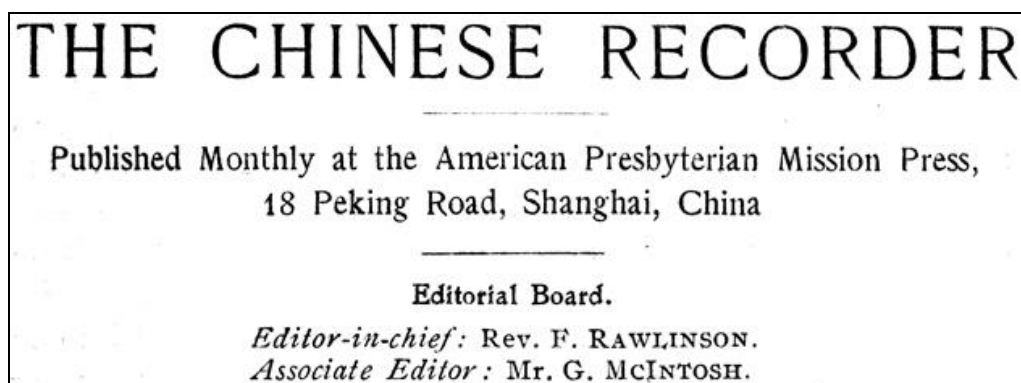 THE CHINESE RECORDER
Published Monthly at the American Presbyterian Mission Press,
18 Peking Road, Shanghai, China
Editorial Board.
Editor-in-chief: Rev. F. RAWLINSON.
Associate Editor: Mr. G. MCINTOSH.